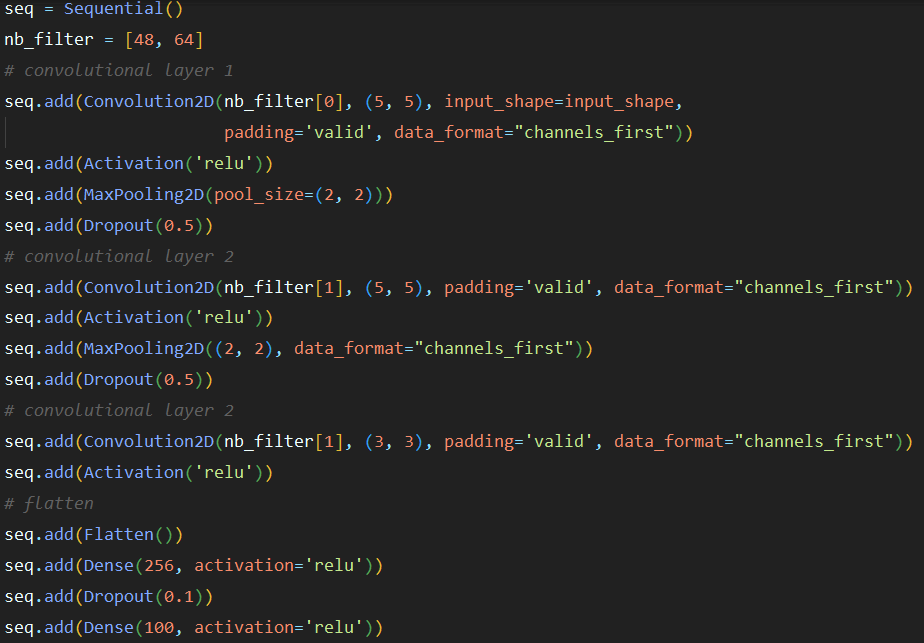 seq = Sequential()
nb_filter = [48, 64]
# convolutional layer 1
seq.add(Convolution2D(nb_filter[0], (5, 5), input_shape=input_shape,
                      padding='valid', data_format="channels_first"))
seq.add(Activation('relu'))
seq.add(MaxPooling2D(pool_size=(2, 2)))
seq.add(Dropout(0.5))
# convolutional layer 2
seq.add(Convolution2D(nb_filter[1], (5, 5), padding='valid', data_format="channels_first"))
seq.add(Activation('relu'))
seq.add(MaxPooling2D((2, 2), data_format="channels_first"))
seq.add(Dropout(0.5))
# convolutional layer 2
seq.add(Convolution2D(nb_filter[1], (3, 3), padding='valid', data_format="channels_first"))
seq.add(Activation('relu'))
# flatten
seq.add(Flatten())
seq.add(Dense(256, activation='relu'))
seq.add(Dropout(0.1))
seq.add(Dense(100, activation='relu'))